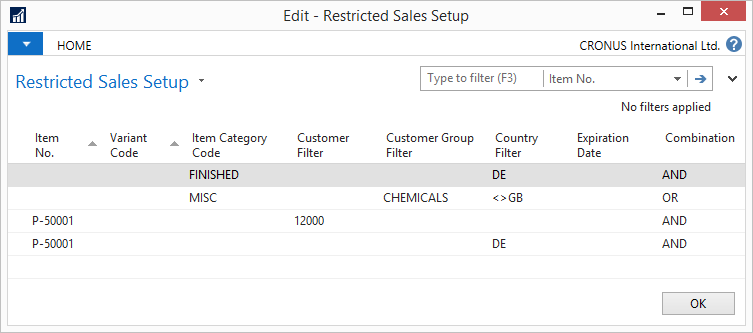 Edit - Restricted Sales Setup
HOME
CRONUS International Ltd. ?
Restricted Sales Setup
Type to filter (F3) Item No.
No filters applied
Item No. Variant Code Item Category Code Customer Filter Customer Group Filter Country Filter Expiration Date Combination
FINISHED DE AND
MISC CHEMICALS <>GB OR
P-50001 12000 AND
P-50001 DE AND
OK